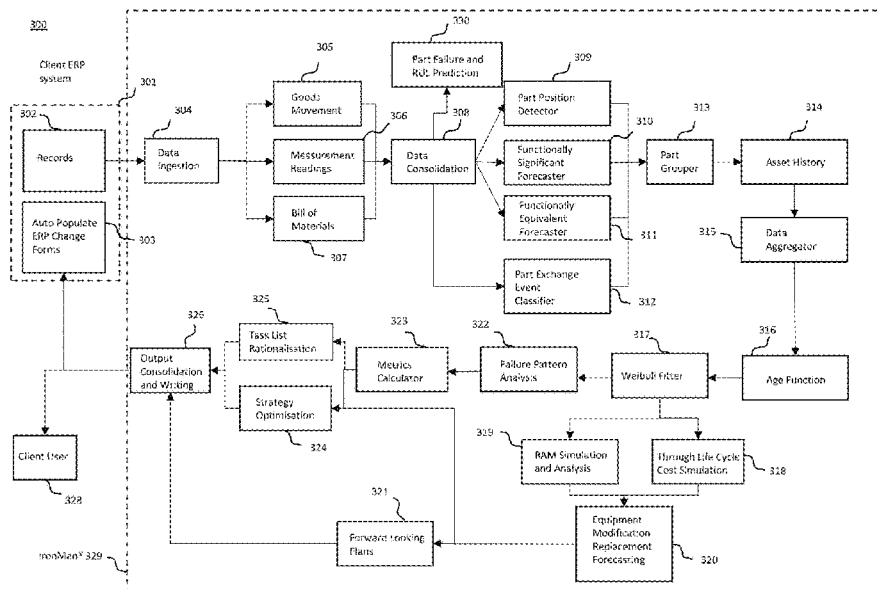 300
Client ERP
system
301
302
Records
Auto Populate
ERP Change
Forms
303
304
Data
Ingestion
305
Goods
Movement
306
Measurement
Readings
Bill of
Materials
307
330
Part Failure and
RUL Prediction
308
Data
Consolidation
309
Part Position
Detector
310
Functionally
Significant
Forecaster
Functionally
Equivalent
Forecaster
311
Part Exchange
Event
Classifier
312
313
Part
Grouper
314
Asset History
315
Data
Aggregator
316
Age Function
317
Weibull Fitter
322
Failure Pattern
Analysis
323
Metrics
Calculator
325
Task List
Rationalisation
Strategy
Optimisation
324
326
Output
Consolidation
and Writing
319
RAM Simulation
and Analysis
Through Life Cycle
Cost Simulation
318
321
Forward Looking
Plans
Equipment
Modification
Replacement
Forecasting
320
Client User
328
IronMan® 329